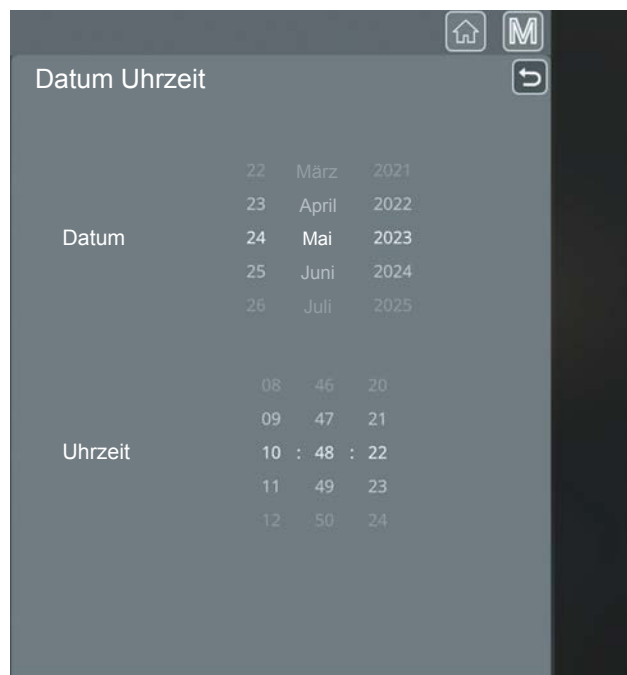 M
Datum Uhrzeit
22 März 2021
23 April 2022
Datum 24 Mai 2023
25 Juni 2024
26 Juli 2025
08 46 20
09 47 21
Uhrzeit 10 : 48 : 22
11 49 23
12 50 24